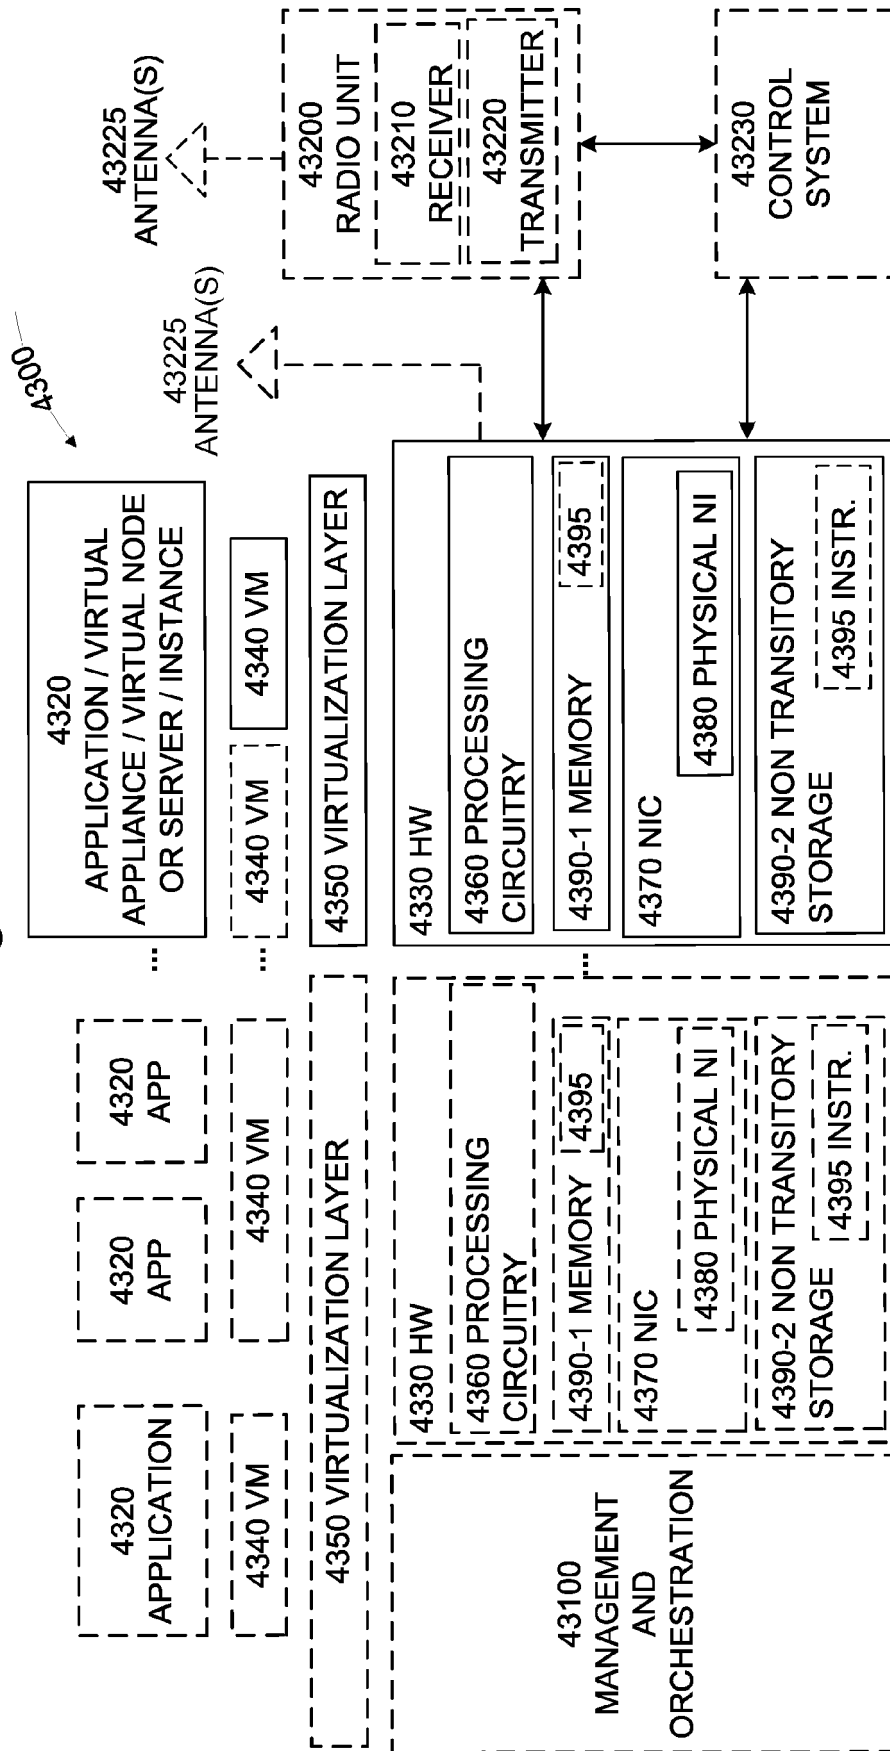 4300
4320
APPLICATION
4320
APP
4320
APP
...
4320
APPLICATION / VIRTUAL
APPLIANCE / VIRTUAL NODE
OR SERVER / INSTANCE
4340 VM
4340 VM
...
4340 VM
4340 VM
4350 VIRTUALIZATION LAYER
4350 VIRTUALIZATION LAYER
43100
MANAGEMENT
AND
ORCHESTRATION
4330 HW
4360 PROCESSING
CIRCUITRY
4390-1 MEMORY
4395
4370 NIC
4380 PHYSICAL NI
4390-2 NON TRANSITORY
STORAGE
4395 INSTR.
...
4330 HW
4360 PROCESSING
CIRCUITRY
4390-1 MEMORY
4395
4370 NIC
4380 PHYSICAL NI
4390-2 NON TRANSITORY
STORAGE
4395 INSTR.
43225
ANTENNA(S)
43225
ANTENNA(S)
43200
RADIO UNIT
43210
RECEIVER
43220
TRANSMITTER
43230
CONTROL
SYSTEM